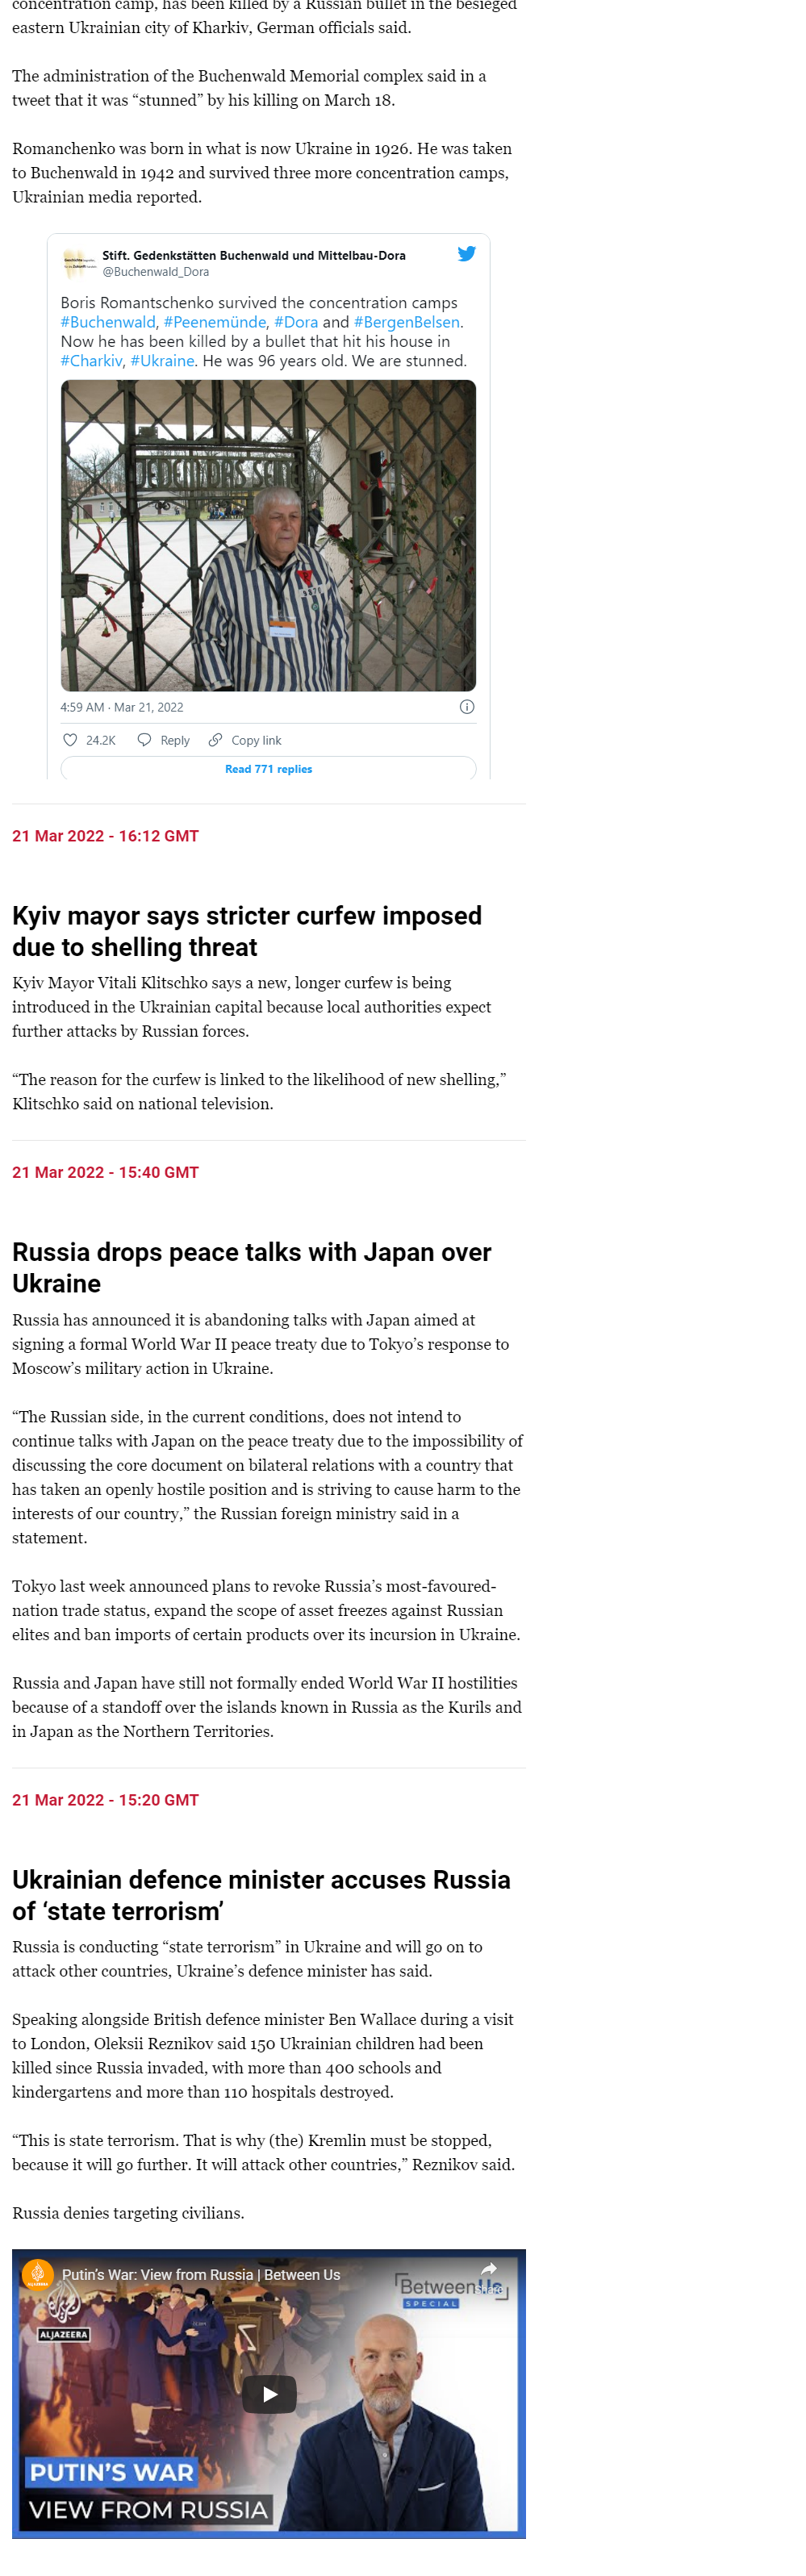 concentration camp, has been killed by a Russian bullet in the besieged
eastern Ukrainian city of Kharkiv, German officials said.
The administration of the Buchenwald Memorial complex said in a
tweet that it was “stunned” by his killing on March 18.
Romanchenko was born in what is now Ukraine in 1926. He was taken
to Buchenwald in 1942 and survived three more concentration camps,
Ukrainian media reported.
Stift. Gedenkstätten Buchenwald und Mittelbau-Dora
@Buchenwald_Dora
Boris Romantschenko survived the concentration camps
#Buchenwald, #Peenemünde, #Dora and #BergenBelsen.
Now he has been killed by a bullet that hit his house in
#Charkiv, #Ukraine. He was 96 years old. We are stunned.
4:59 AM · Mar 21, 2022
24.2K Reply Copy link
Read 771 replies
21 Mar 2022 - 16:12 GMT
Kyiv mayor says stricter curfew imposed
due to shelling threat
Kyiv Mayor Vitali Klitschko says a new, longer curfew is being
introduced in the Ukrainian capital because local authorities expect
further attacks by Russian forces.
“The reason for the curfew is linked to the likelihood of new shelling,”
Klitschko said on national television.
21 Mar 2022 - 15:40 GMT
Russia drops peace talks with Japan over
Ukraine
Russia has announced it is abandoning talks with Japan aimed at
signing a formal World War II peace treaty due to Tokyo’s response to
Moscow’s military action in Ukraine.
“The Russian side, in the current conditions, does not intend to
continue talks with Japan on the peace treaty due to the impossibility of
discussing the core document on bilateral relations with a country that
has taken an openly hostile position and is striving to cause harm to the
interests of our country,” the Russian foreign ministry said in a
statement.
Tokyo last week announced plans to revoke Russia’s most-favoured-
nation trade status, expand the scope of asset freezes against Russian
elites and ban imports of certain products over its incursion in Ukraine.
Russia and Japan have still not formally ended World War II hostilities
because of a standoff over the islands known in Russia as the Kurils and
in Japan as the Northern Territories.
21 Mar 2022 - 15:20 GMT
Ukrainian defence minister accuses Russia
of ‘state terrorism’
Russia is conducting “state terrorism” in Ukraine and will go on to
attack other countries, Ukraine’s defence minister has said.
Speaking alongside British defence minister Ben Wallace during a visit
to London, Oleksii Reznikov said 150 Ukrainian children had been
killed since Russia invaded, with more than 400 schools and
kindergartens and more than 110 hospitals destroyed.
“This is state terrorism. That is why (the) Kremlin must be stopped,
because it will go further. It will attack other countries,” Reznikov said.
Russia denies targeting civilians.
Putin’s War: View from Russia | Between Us
Between Us
Share
SPECIAL
ALJAZEERA
PUTIN’S WAR
VIEW FROM RUSSIA